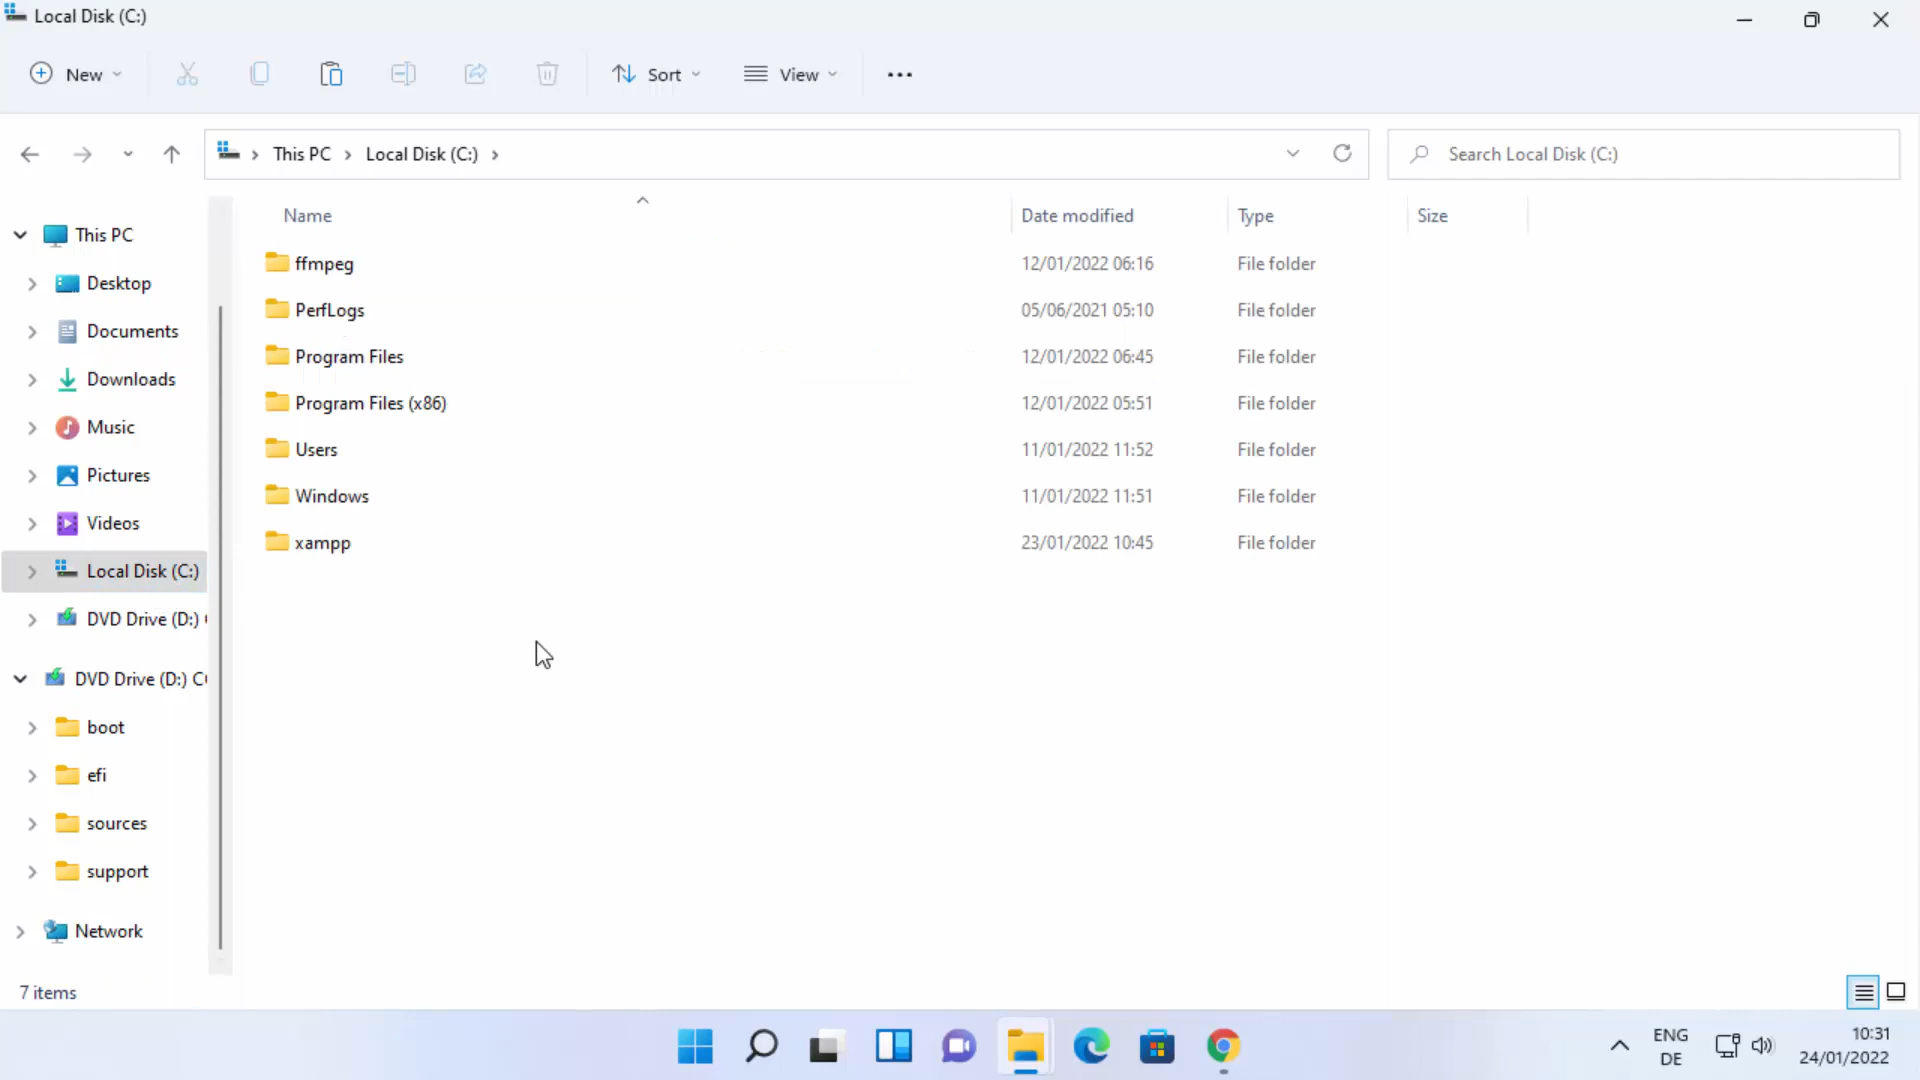 Local Disk (C:)
New
Sort
View
This PC
Local Disk (C:)
Search Local Disk (C:)
Name
Date modified
Type
Size
This PC
Desktop
Documents
Downloads
Music
Pictures
Videos
Local Disk (C:)
DVD Drive (D:)
DVD Drive (D:) C
boot
efi
sources
support
Network
ffmpeg 12/01/2022 06:16 File folder
PerfLogs 05/06/2021 05:10 File folder
Program Files 12/01/2022 06:45 File folder
Program Files (x86) 12/01/2022 05:51 File folder
Users 11/01/2022 11:52 File folder
Windows 11/01/2022 11:51 File folder
xampp 23/01/2022 10:45 File folder
7 items
ENG
DE
10:31
24/01/2022